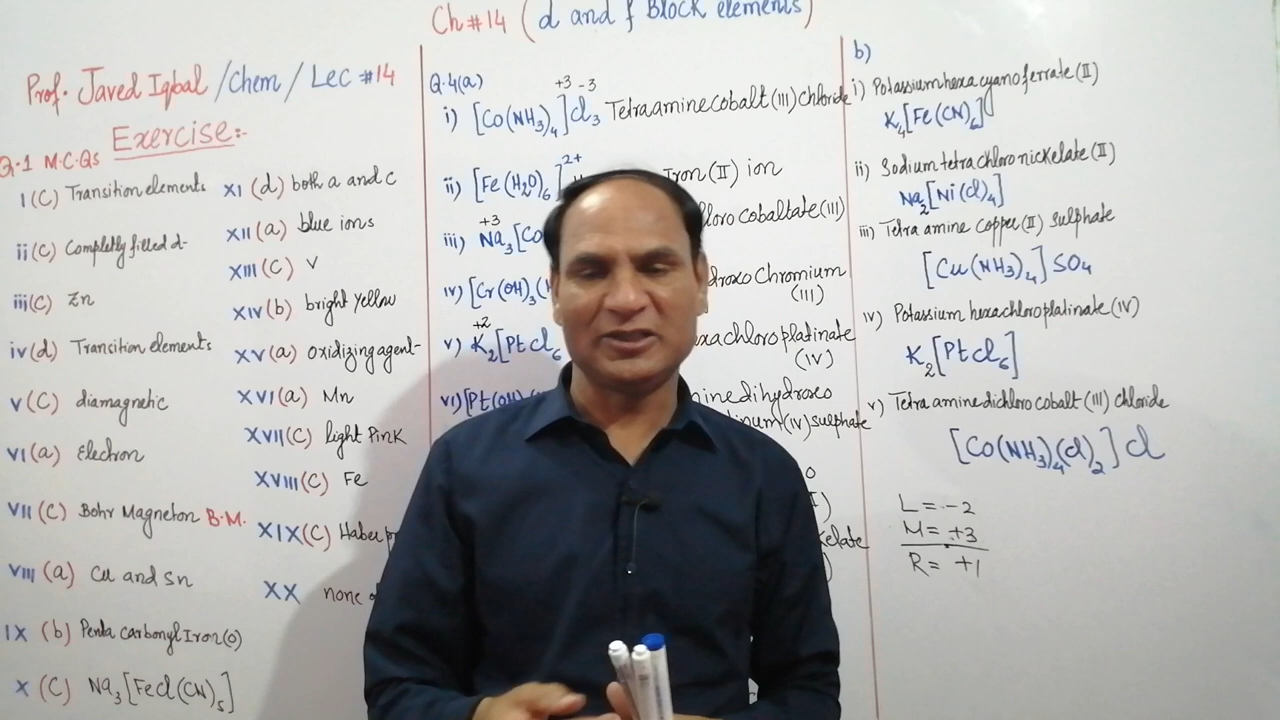 Ch#14 (d and f Block elements)
Prof. Javed Iqbal /Chem / Lec #14
Exercise:-
Q.1 M.C.Qs
I (C) Transition elements
ii (C) Completly filled d-
iii (C) Zn
iv (d) Transition elements
V (C) diamagnetic
VI (a) Electron
VII (C) Bohr Magneton B.M.
VIII (a) Cu and Sn
IX (b) Penta carbonyl Iron (0)
X (C) Na₃[FeCl(CN)₅]
XI (d) both a and c
XII (a) blue ions
XIII (C) V
XIV (b) bright yellow
XV (a) oxidizing agent-
XVI (a) Mn
XVII (C) light Pink
XVIII (C) Fe
XIX (C) Haber
XX none
Q.4(a)
+3 -3
i) [Co(NH₃)₄]Cl₃ Tetraamine cobalt (III) chloride
ii) [Fe(H₂O)₆]²⁺ Iron (II) ion
+3
iii) Na₃[Co loro cobaltate (III)
iv) [Cr(OH)₃( droxo Chromium
(III)
+2
v) K₂[PtCl₆ xachloro platinate
(IV)
vi) [Pt(OH) mine dihydroxo
num (IV) sulphate
kelate
b)
i) Potassium hexa cyano ferrate (II)
K₄[Fe(CN)₆]
ii) Sodium tetra chloro nickelate (II)
Na₂[Ni(Cl)₄]
iii) Tetra amine copper (II) sulphate
[Cu(NH₃)₄]SO₄
iv) Potassium hexachloroplatinate (IV)
K₂[PtCl₆]
v) Tetra amine dichloro cobalt (III) chloride
[Co(NH₃)₄(Cl)₂]Cl
L = -2
M = +3
R = +1